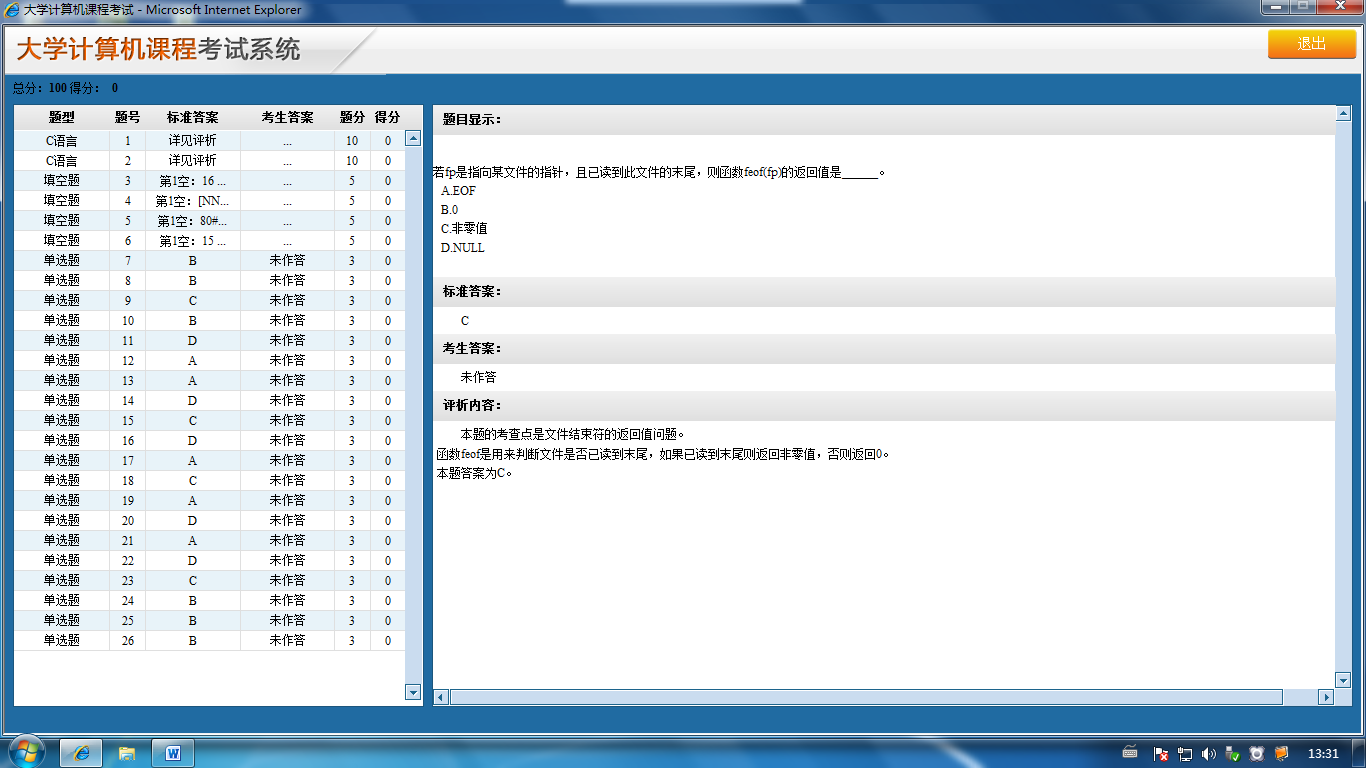 大学计算机课程考试 - Microsoft Internet Explorer
大学计算机课程考试系统
退出
总分：100 得分： 0
题型 题号 标准答案 考生答案 题分 得分
C语言 1 详见评析 ... 10 0
C语言 2 详见评析 ... 10 0
填空题 3 第1空：16 ... ... 5 0
填空题 4 第1空：[NN... ... 5 0
填空题 5 第1空：80#... ... 5 0
填空题 6 第1空：15 ... ... 5 0
单选题 7 B 未作答 3 0
单选题 8 B 未作答 3 0
单选题 9 C 未作答 3 0
单选题 10 B 未作答 3 0
单选题 11 D 未作答 3 0
单选题 12 A 未作答 3 0
单选题 13 A 未作答 3 0
单选题 14 D 未作答 3 0
单选题 15 C 未作答 3 0
单选题 16 D 未作答 3 0
单选题 17 A 未作答 3 0
单选题 18 C 未作答 3 0
单选题 19 A 未作答 3 0
单选题 20 D 未作答 3 0
单选题 21 A 未作答 3 0
单选题 22 D 未作答 3 0
单选题 23 C 未作答 3 0
单选题 24 B 未作答 3 0
单选题 25 B 未作答 3 0
单选题 26 B 未作答 3 0
题目显示：
若fp是指向某文件的指针，且已读到此文件的末尾，则函数feof(fp)的返回值是______。
A.EOF
B.0
C.非零值
D.NULL
标准答案：
C
考生答案：
未作答
评析内容：
本题的考查点是文件结束符的返回值问题。
函数feof是用来判断文件是否已读到末尾，如果已读到末尾则返回非零值，否则返回0。
本题答案为C。
13:31